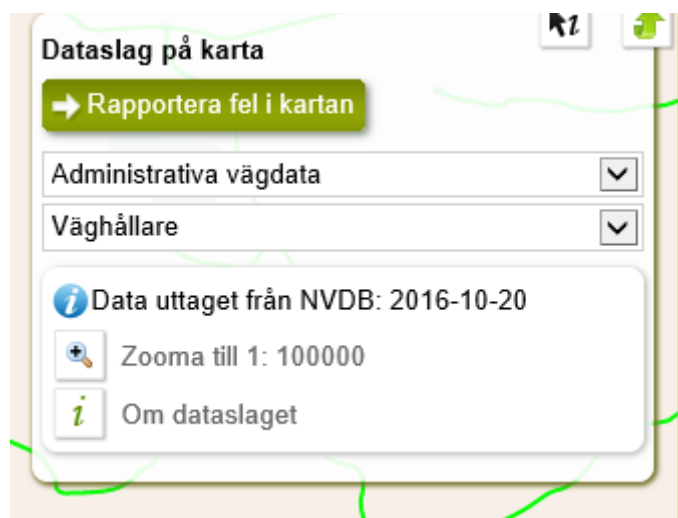 Dataslag på karta
Rapportera fel i kartan
Administrativa vägdata
Väghållare
Data uttaget från NVDB: 2016-10-20
Zooma till 1: 100000
Om dataslaget